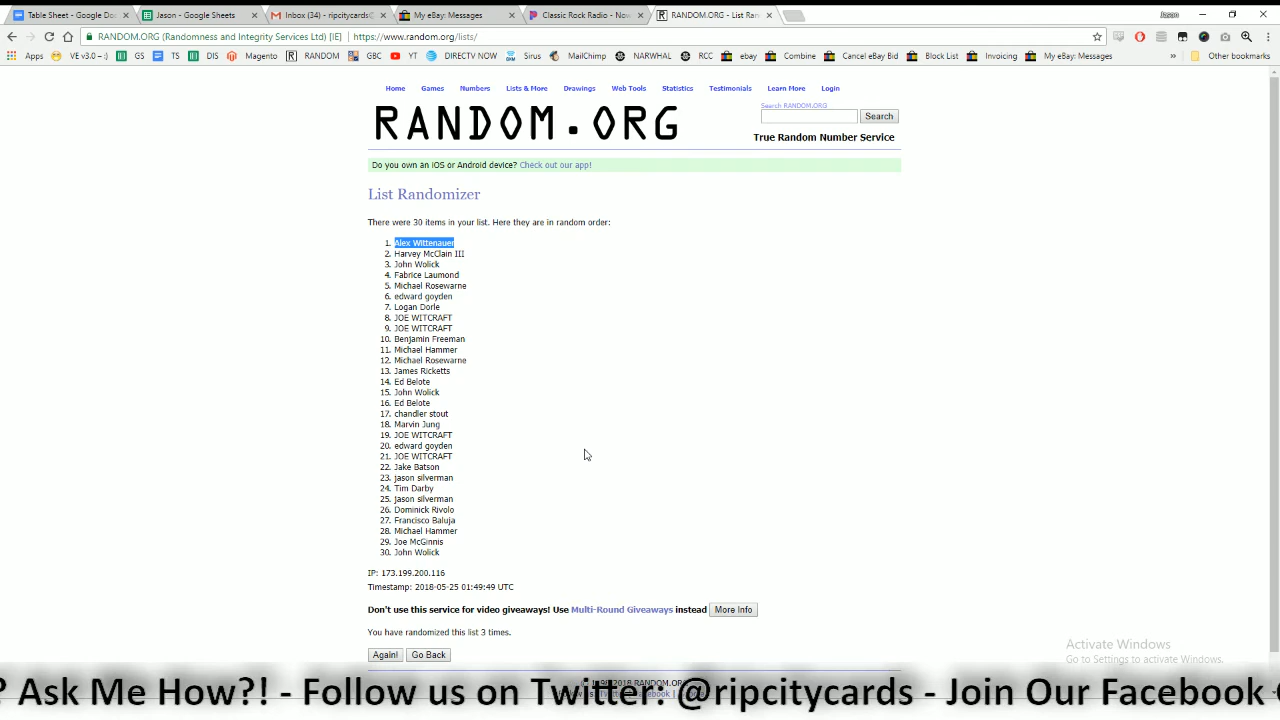 Table Sheet - Google Do
Jason - Google Sheets
Inbox (34) - ripcitycards@
My eBay: Messages
Classic Rock Radio - Now
RANDOM.ORG - List Ran
Jason
RANDOM.ORG (Randomness and Integrity Services Ltd) [IE]
https://www.random.org/lists/
Apps
VE v3.0 – :)
GS
TS
DIS
Magento
RANDOM
GBC
YT
DIRECTV NOW
Sirus
MailChimp
NARWHAL
RCC
ebay
Combine
Cancel eBay Bid
Block List
Invoicing
My eBay: Messages
»
Other bookmarks
Home Games Numbers Lists & More Drawings Web Tools Statistics Testimonials Learn More Login
RANDOM.ORG
Search RANDOM.ORG
Search
True Random Number Service
Do you own an iOS or Android device? Check out our app!
List Randomizer
There were 30 items in your list. Here they are in random order:
1. Alex Wittenauer
2. Harvey McClain III
3. John Wolick
4. Fabrice Laumond
5. Michael Rosewarne
6. edward goyden
7. Logan Dorle
8. JOE WITCRAFT
9. JOE WITCRAFT
10. Benjamin Freeman
11. Michael Hammer
12. Michael Rosewarne
13. James Ricketts
14. Ed Belote
15. John Wolick
16. Ed Belote
17. chandler stout
18. Marvin Jung
19. JOE WITCRAFT
20. edward goyden
21. JOE WITCRAFT
22. Jake Batson
23. jason silverman
24. Tim Darby
25. jason silverman
26. Dominick Rivolo
27. Francisco Baluja
28. Michael Hammer
29. Joe McGinnis
30. John Wolick
IP: 173.199.200.116
Timestamp: 2018-05-25 01:49:49 UTC
Don't use this service for video giveaways! Use Multi-Round Giveaways instead More Info
You have randomized this list 3 times.
Again! Go Back
Activate Windows
Go to Settings to activate Windows.
? Ask Me How?! - Follow us on Twitter: @ripcitycards - Join Our Facebook